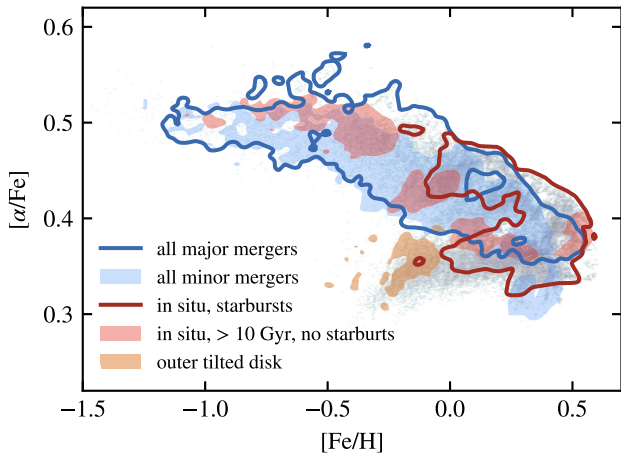 0.6
0.5
0.4
0.3
[α/Fe]
all major mergers
all minor mergers
in situ, starbursts
in situ, > 10 Gyr, no starburts
outer tilted disk
−1.5 −1.0 −0.5 0.0 0.5
[Fe/H]